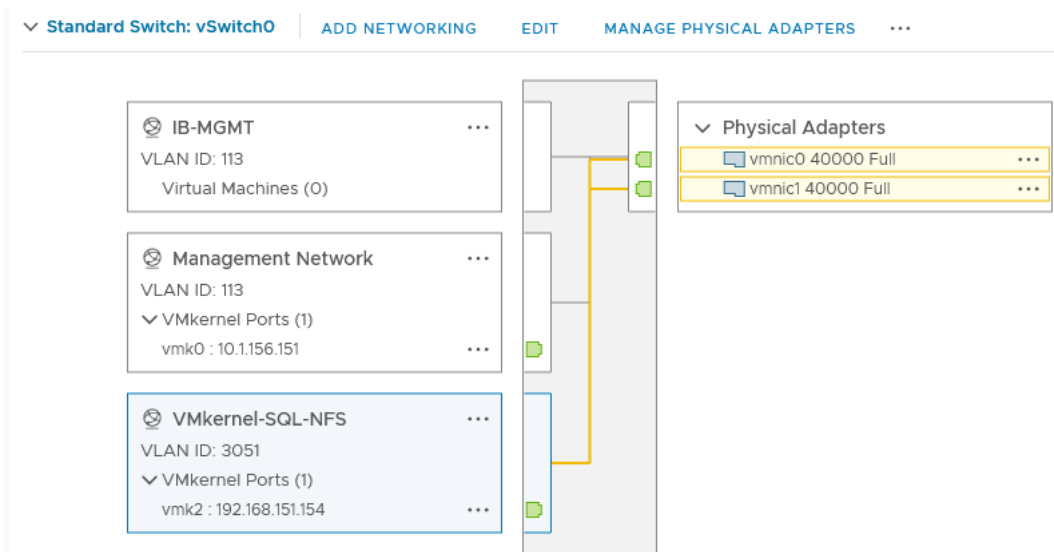 Standard Switch: vSwitch0 ADD NETWORKING EDIT MANAGE PHYSICAL ADAPTERS ...
IB-MGMT ...
VLAN ID: 113
Virtual Machines (0)
Management Network ...
VLAN ID: 113
VMkernel Ports (1)
vmk0 : 10.1.156.151 ...
VMkernel-SQL-NFS ...
VLAN ID: 3051
VMkernel Ports (1)
vmk2 : 192.168.151.154 ...
Physical Adapters
vmnic0 40000 Full ...
vmnic1 40000 Full ...